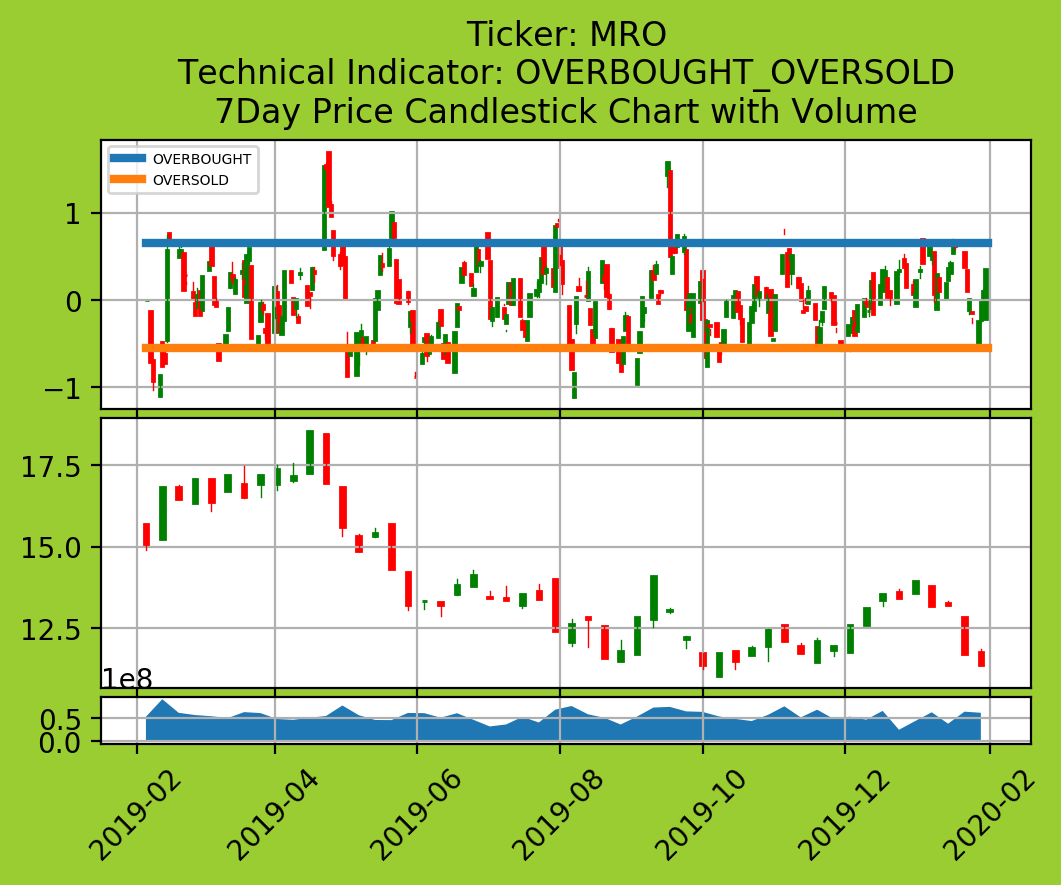 Ticker: MRO
Technical Indicator: OVERBOUGHT_OVERSOLD
7Day Price Candlestick Chart with Volume
OVERBOUGHT
OVERSOLD
1
0
−1
17.5
15.0
12.5
1e8
0.5
0.0
2019-02
2019-04
2019-06
2019-08
2019-10
2019-12
2020-02